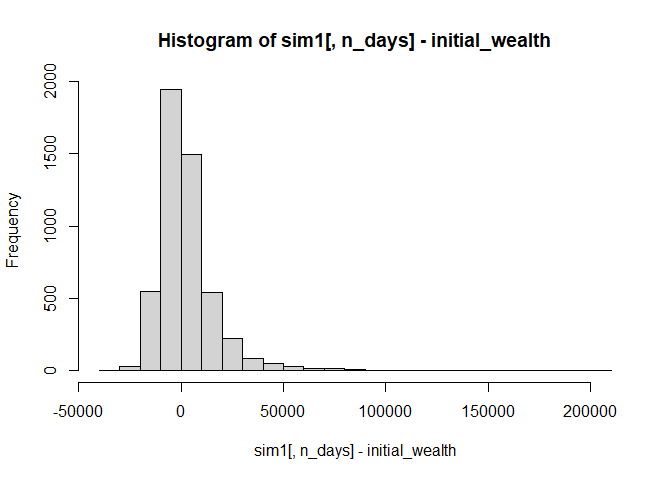 Histogram of sim1[, n_days] - initial_wealth
Frequency
2000
1500
1000
500
0
-50000 0 50000 100000 150000 200000
sim1[, n_days] - initial_wealth